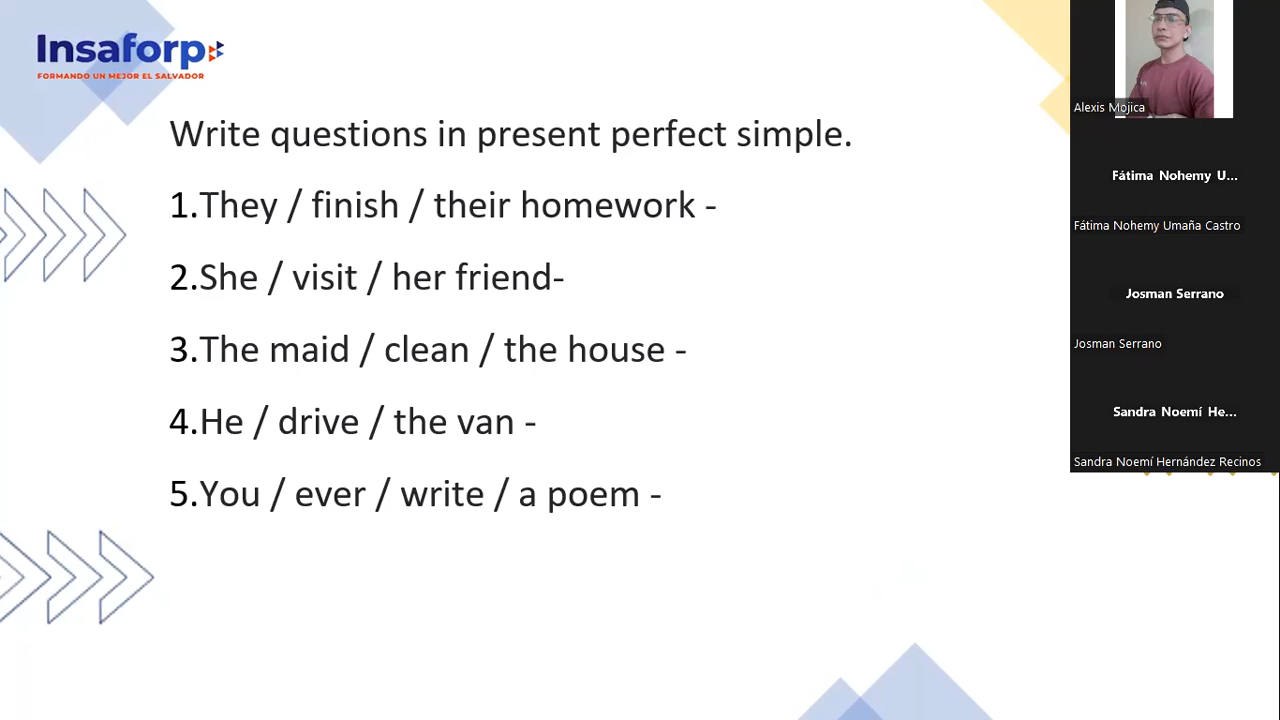 Insaforp
FORMANDO UN MEJOR EL SALVADOR
Write questions in present perfect simple.
1.They / finish / their homework -
2.She / visit / her friend-
3.The maid / clean / the house -
4.He / drive / the van -
5.You / ever / write / a poem -
Alexis Mojica
Fátima Nohemy U...
Fátima Nohemy Umaña Castro
Josman Serrano
Josman Serrano
Sandra Noemí He...
Sandra Noemí Hernández Recinos